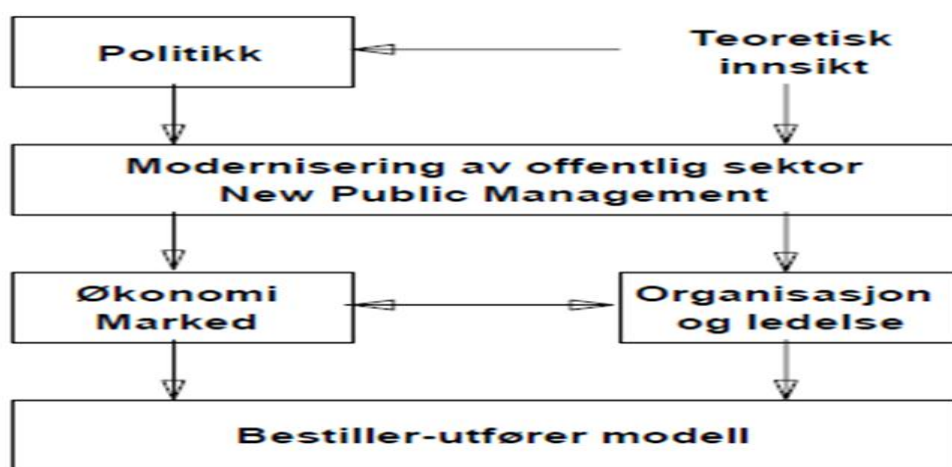 Politikk
Teoretisk
innsikt
Modernisering av offentlig sektor
New Public Management
Økonomi
Marked
Organisasjon
og ledelse
Bestiller-utfører modell